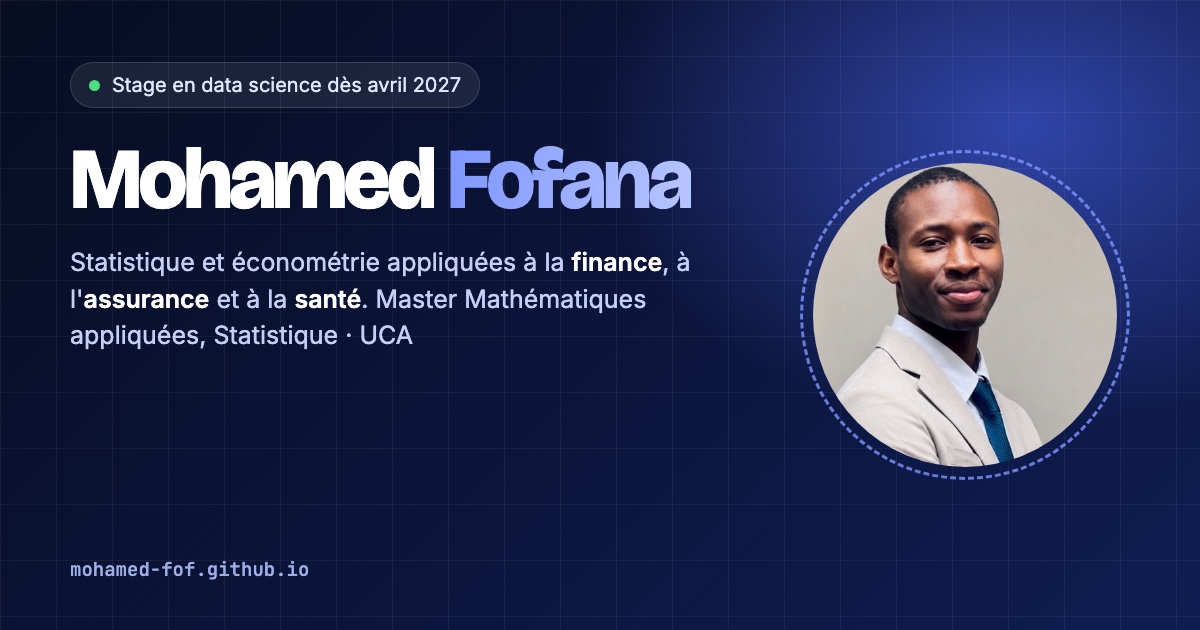 Stage en data science dès avril 2027
Mohamed Fofana
Statistique et économétrie appliquées à la finance, à
l'assurance et à la santé. Master Mathématiques
appliquées, Statistique · UCA
mohamed-fof.github.io